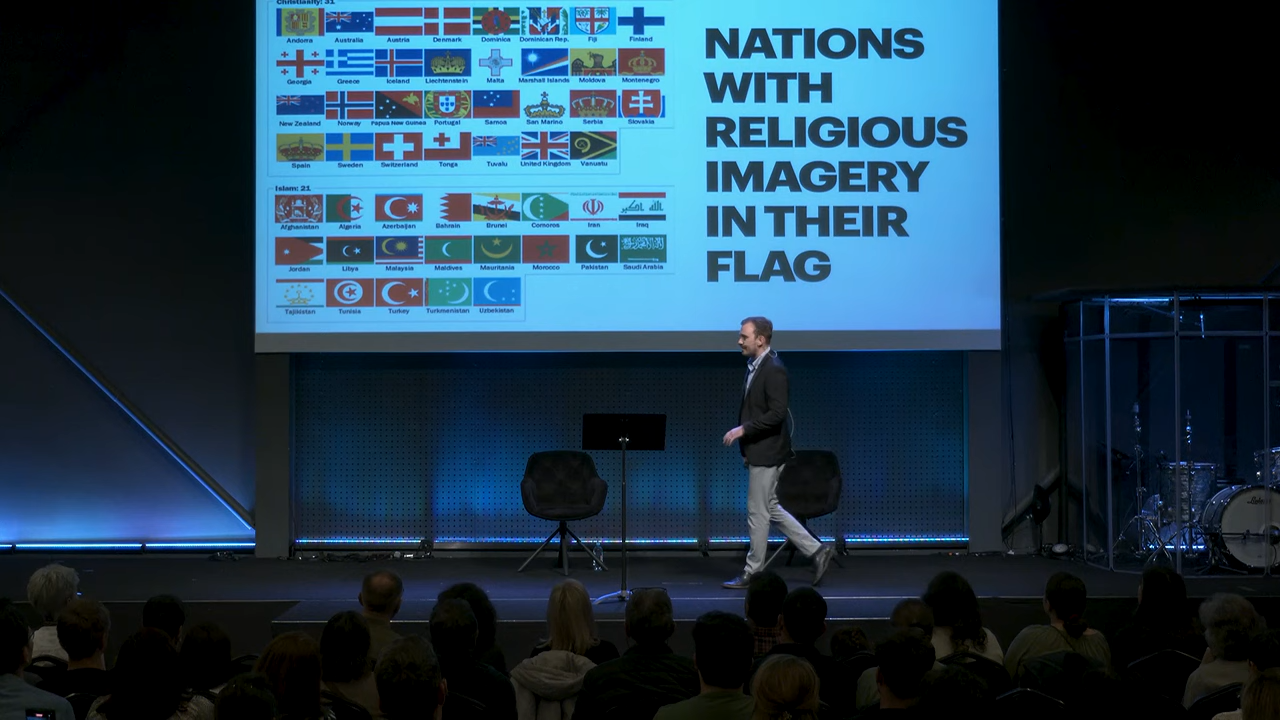 Christianity: 31
Andorra Australia Austria Denmark Dominica Dominican Rep. Fiji Finland
Georgia Greece Iceland Liechtenstein Malta Marshall Islands Moldova Montenegro
New Zealand Norway Papua New Guinea Portugal Samoa San Marino Serbia Slovakia
Spain Sweden Switzerland Tonga Tuvalu United Kingdom Vanuatu
Islam: 21
Afghanistan Algeria Azerbaijan Bahrain Brunei Comoros Iran Iraq
Jordan Libya Malaysia Maldives Mauritania Morocco Pakistan Saudi Arabia
Tajikistan Tunisia Turkey Turkmenistan Uzbekistan
NATIONS
WITH
RELIGIOUS
IMAGERY
IN THEIR
FLAG